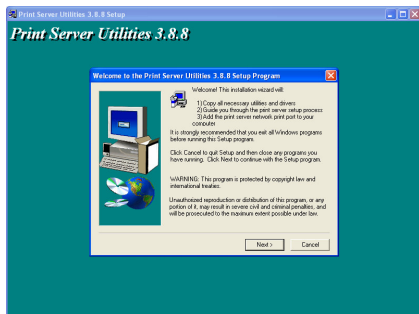 Print Server Utilities 3.8.8 Setup
Print Server Utilities 3.8.8
Welcome to the Print Server Utilities 3.8.8 Setup Program
Welcome! This installation wizard will:
1) Copy all necessary utilities and drivers
2) Guide you through the print server setup process
3) Add the print server network print port to your
computer
It is strongly recommended that you exit all Windows programs
before running this Setup program.
Click Cancel to quit Setup and then close any programs you
have running. Click Next to continue with the Setup program.
WARNING: This program is protected by copyright law and
international treaties.
Unauthorized reproduction or distribution of this program, or any
portion of it, may result in severe civil and criminal penalties, and
will be prosecuted to the maximum extent possible under law.
Next >
Cancel